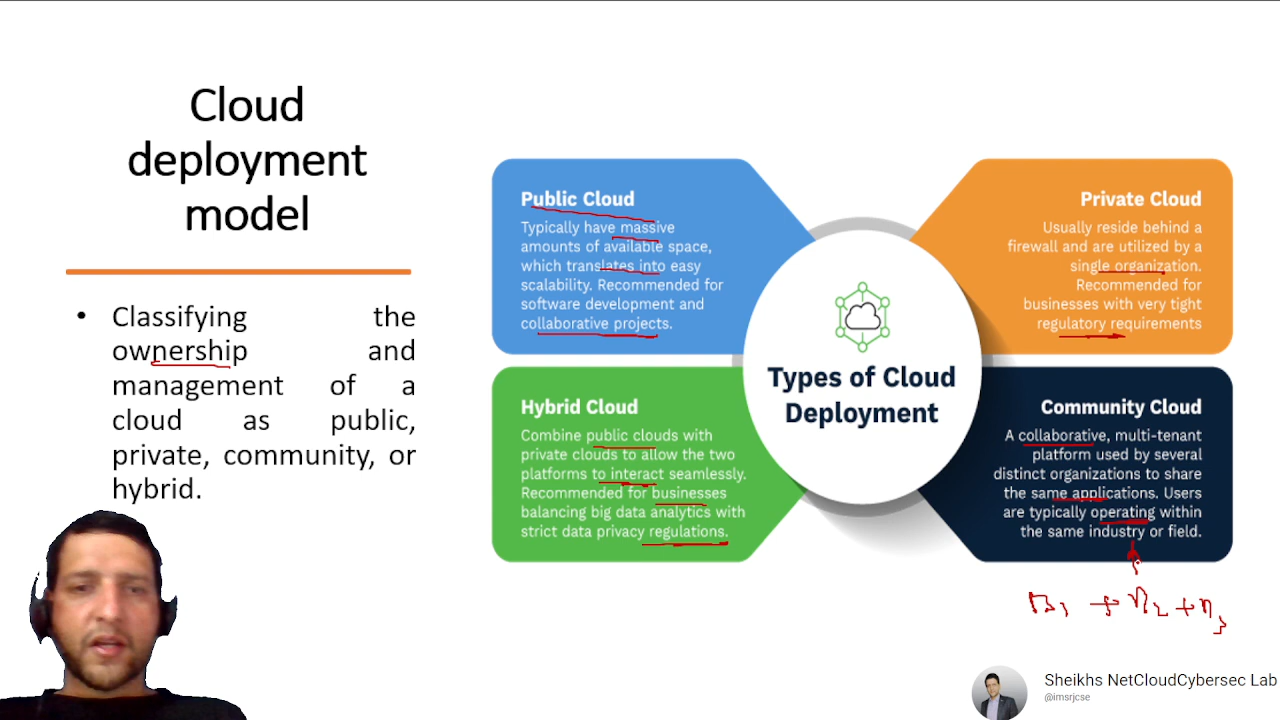 Cloud
deployment
model
• Classifying the
ownership and
management of a
cloud as public,
private, community, or
hybrid.
Public Cloud
Typically have massive
amounts of available space,
which translates into easy
scalability. Recommended for
software development and
collaborative projects.
Private Cloud
Usually reside behind a
firewall and are utilized by a
single organization.
Recommended for
businesses with very tight
regulatory requirements
Types of Cloud
Deployment
Hybrid Cloud
Combine public clouds with
private clouds to allow the two
platforms to interact seamlessly.
Recommended for businesses
balancing big data analytics with
strict data privacy regulations.
Community Cloud
A collaborative, multi-tenant
platform used by several
distinct organizations to share
the same applications. Users
are typically operating within
the same industry or field.
Sheikhs NetCloudCybersec Lab
@imsrjcse